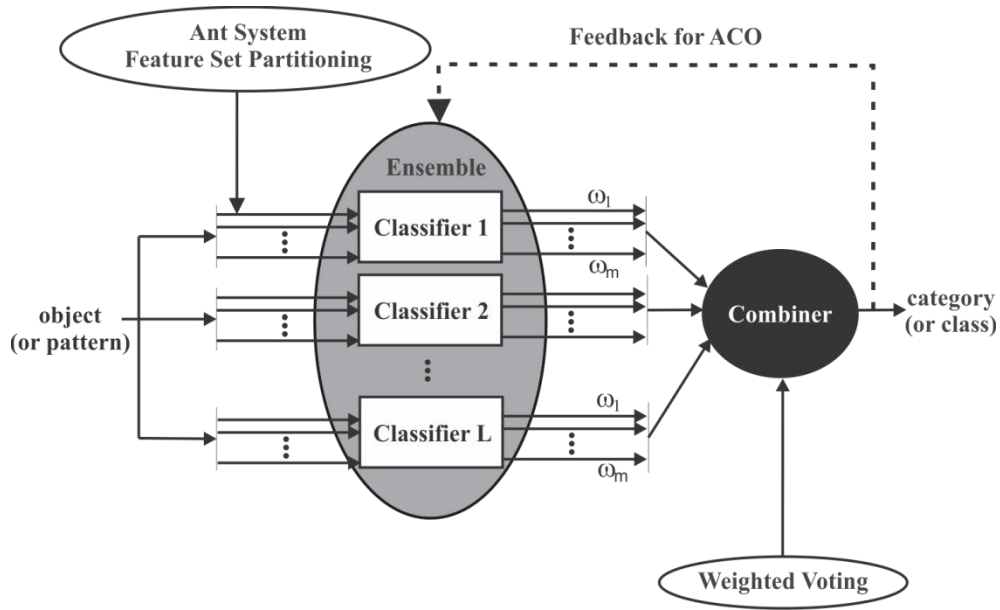 Ant System
Feature Set Partitioning
Feedback for ACO
Ensemble
Classifier 1
ω1
ωm
Classifier 2
object
(or pattern)
Combiner
category
(or class)
Classifier L
ω1
ωm
Weighted Voting